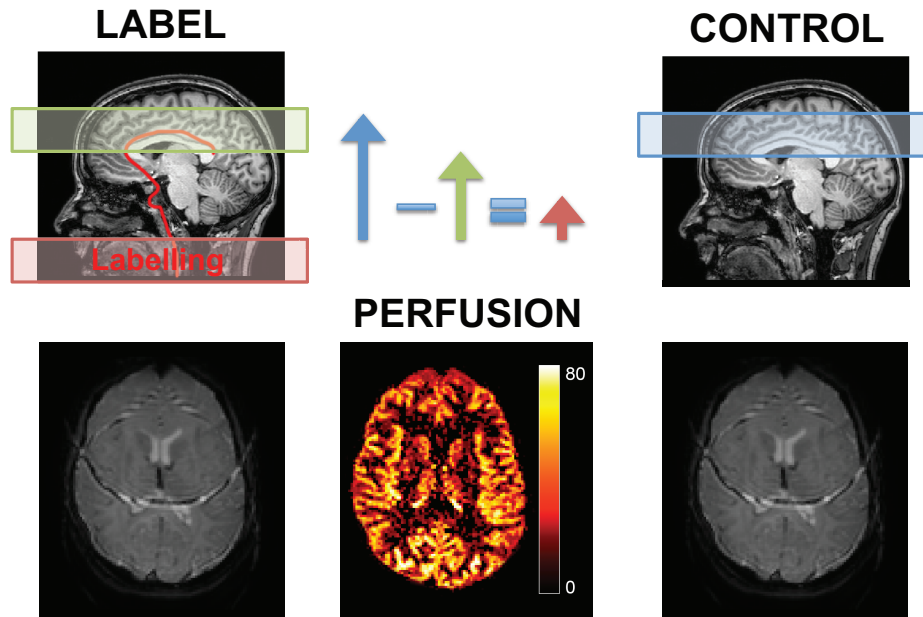 LABEL
CONTROL
Labelling
PERFUSION
80
0